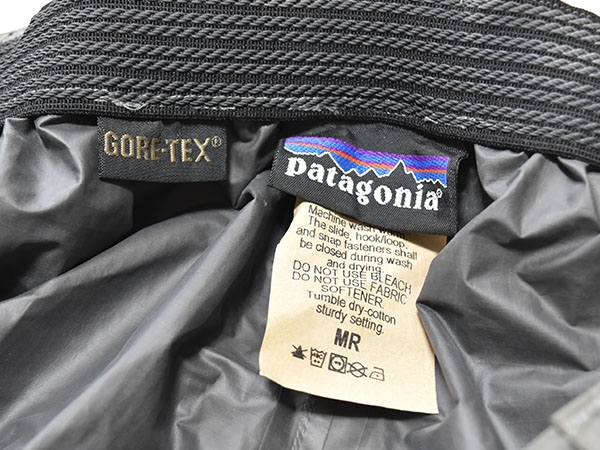 GORE-TEX®
patagonia®
Machine wash warm.
The slide, hook/loop,
and snap fasteners shall
be closed during wash
and drying.
DO NOT USE BLEACH
DO NOT USE FABRIC
SOFTENER.
Tumble dry-cotton
sturdy setting.
MR